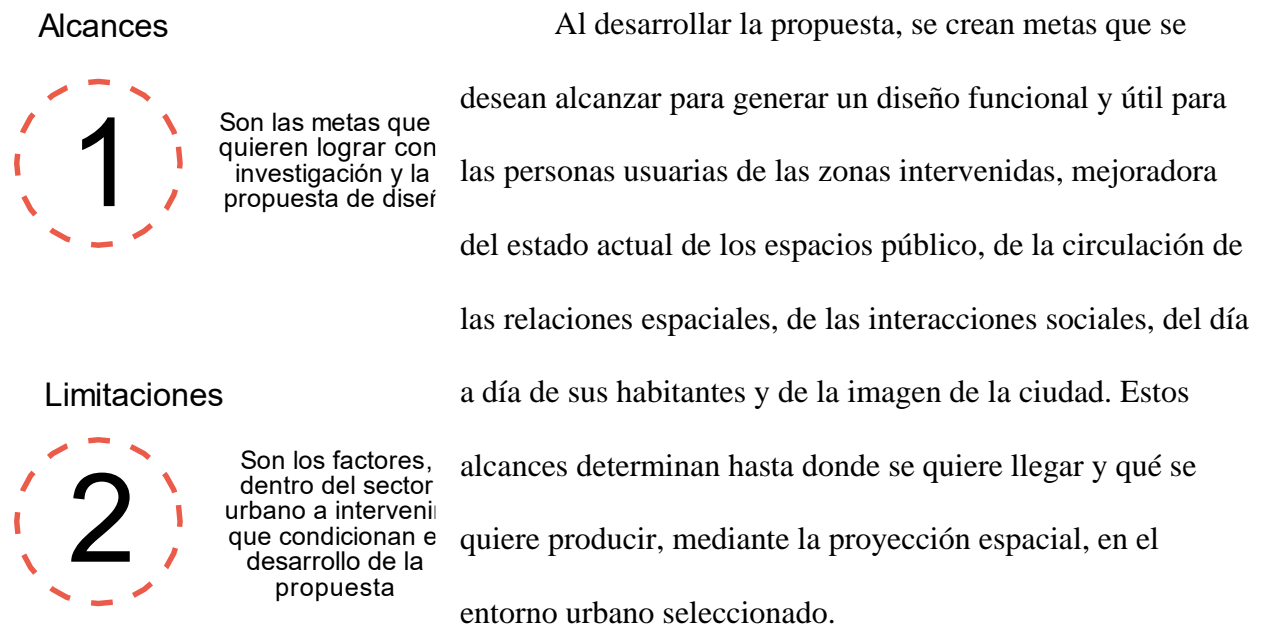 Alcances
1
Son las metas que
quieren lograr con
investigación y la
propuesta de
Limitaciones
2
Son los factores,
dentro del sector
urbano a
que condicionan
desarrollo de la
propuesta
Al desarrollar la propuesta, se crean metas que se
desean alcanzar para generar un diseño funcional y útil para
las personas usuarias de las zonas intervenidas, mejoradora
del estado actual de los espacios público, de la circulación de
las relaciones espaciales, de las interacciones sociales, del día
a día de sus habitantes y de la imagen de la ciudad. Estos
alcances determinan hasta donde se quiere llegar y qué se
quiere producir, mediante la proyección espacial, en el
entorno urbano seleccionado.